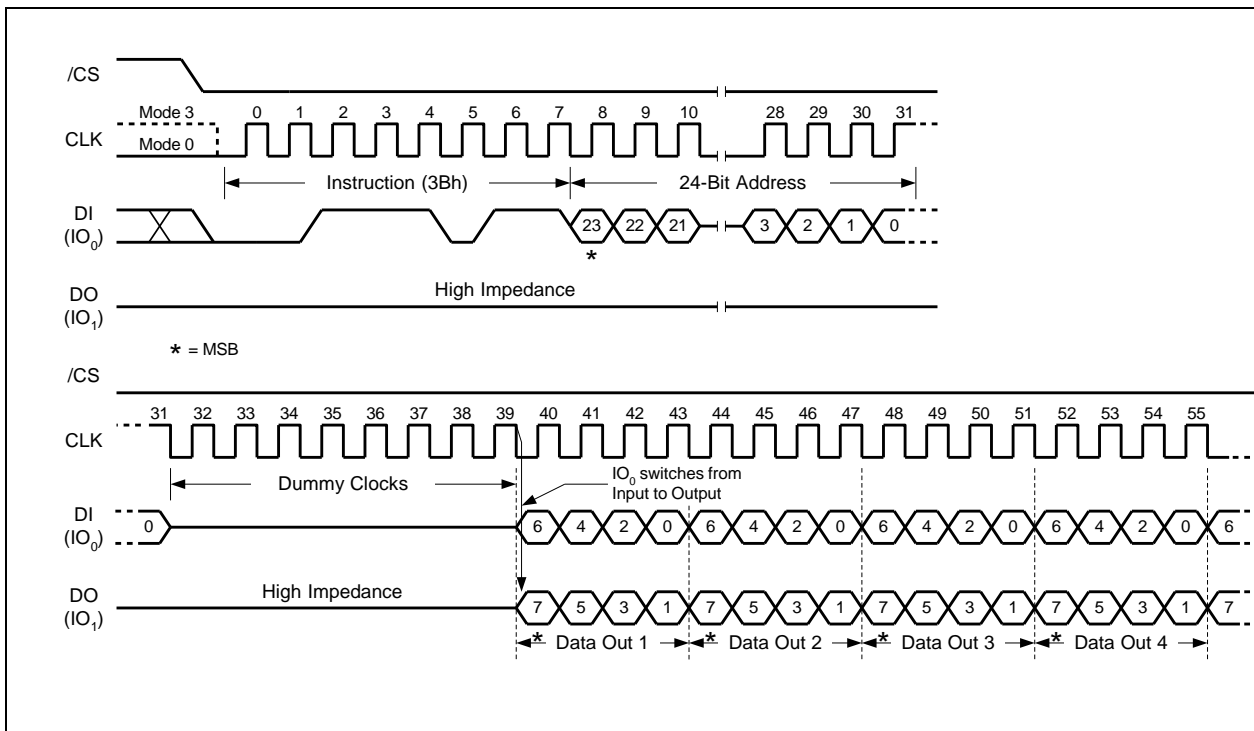 /CS
Mode 3 0 1 2 3 4 5 6 7 8 9 10 28 29 30 31
CLK Mode 0
Instruction (3Bh) 24-Bit Address
DI
(IO0) 23 22 21 3 2 1 0
*
High Impedance
DO
(IO1)
* = MSB
/CS
31 32 33 34 35 36 37 38 39 40 41 42 43 44 45 46 47 48 49 50 51 52 53 54 55
CLK
Dummy Clocks
IO0 switches from
Input to Output
DI
(IO0) 0 6 4 2 0 6 4 2 0 6 4 2 0 6 4 2 0 6
High Impedance
DO
(IO1) 7 5 3 1 7 5 3 1 7 5 3 1 7 5 3 1 7
* Data Out 1 * Data Out 2 * Data Out 3 * Data Out 4